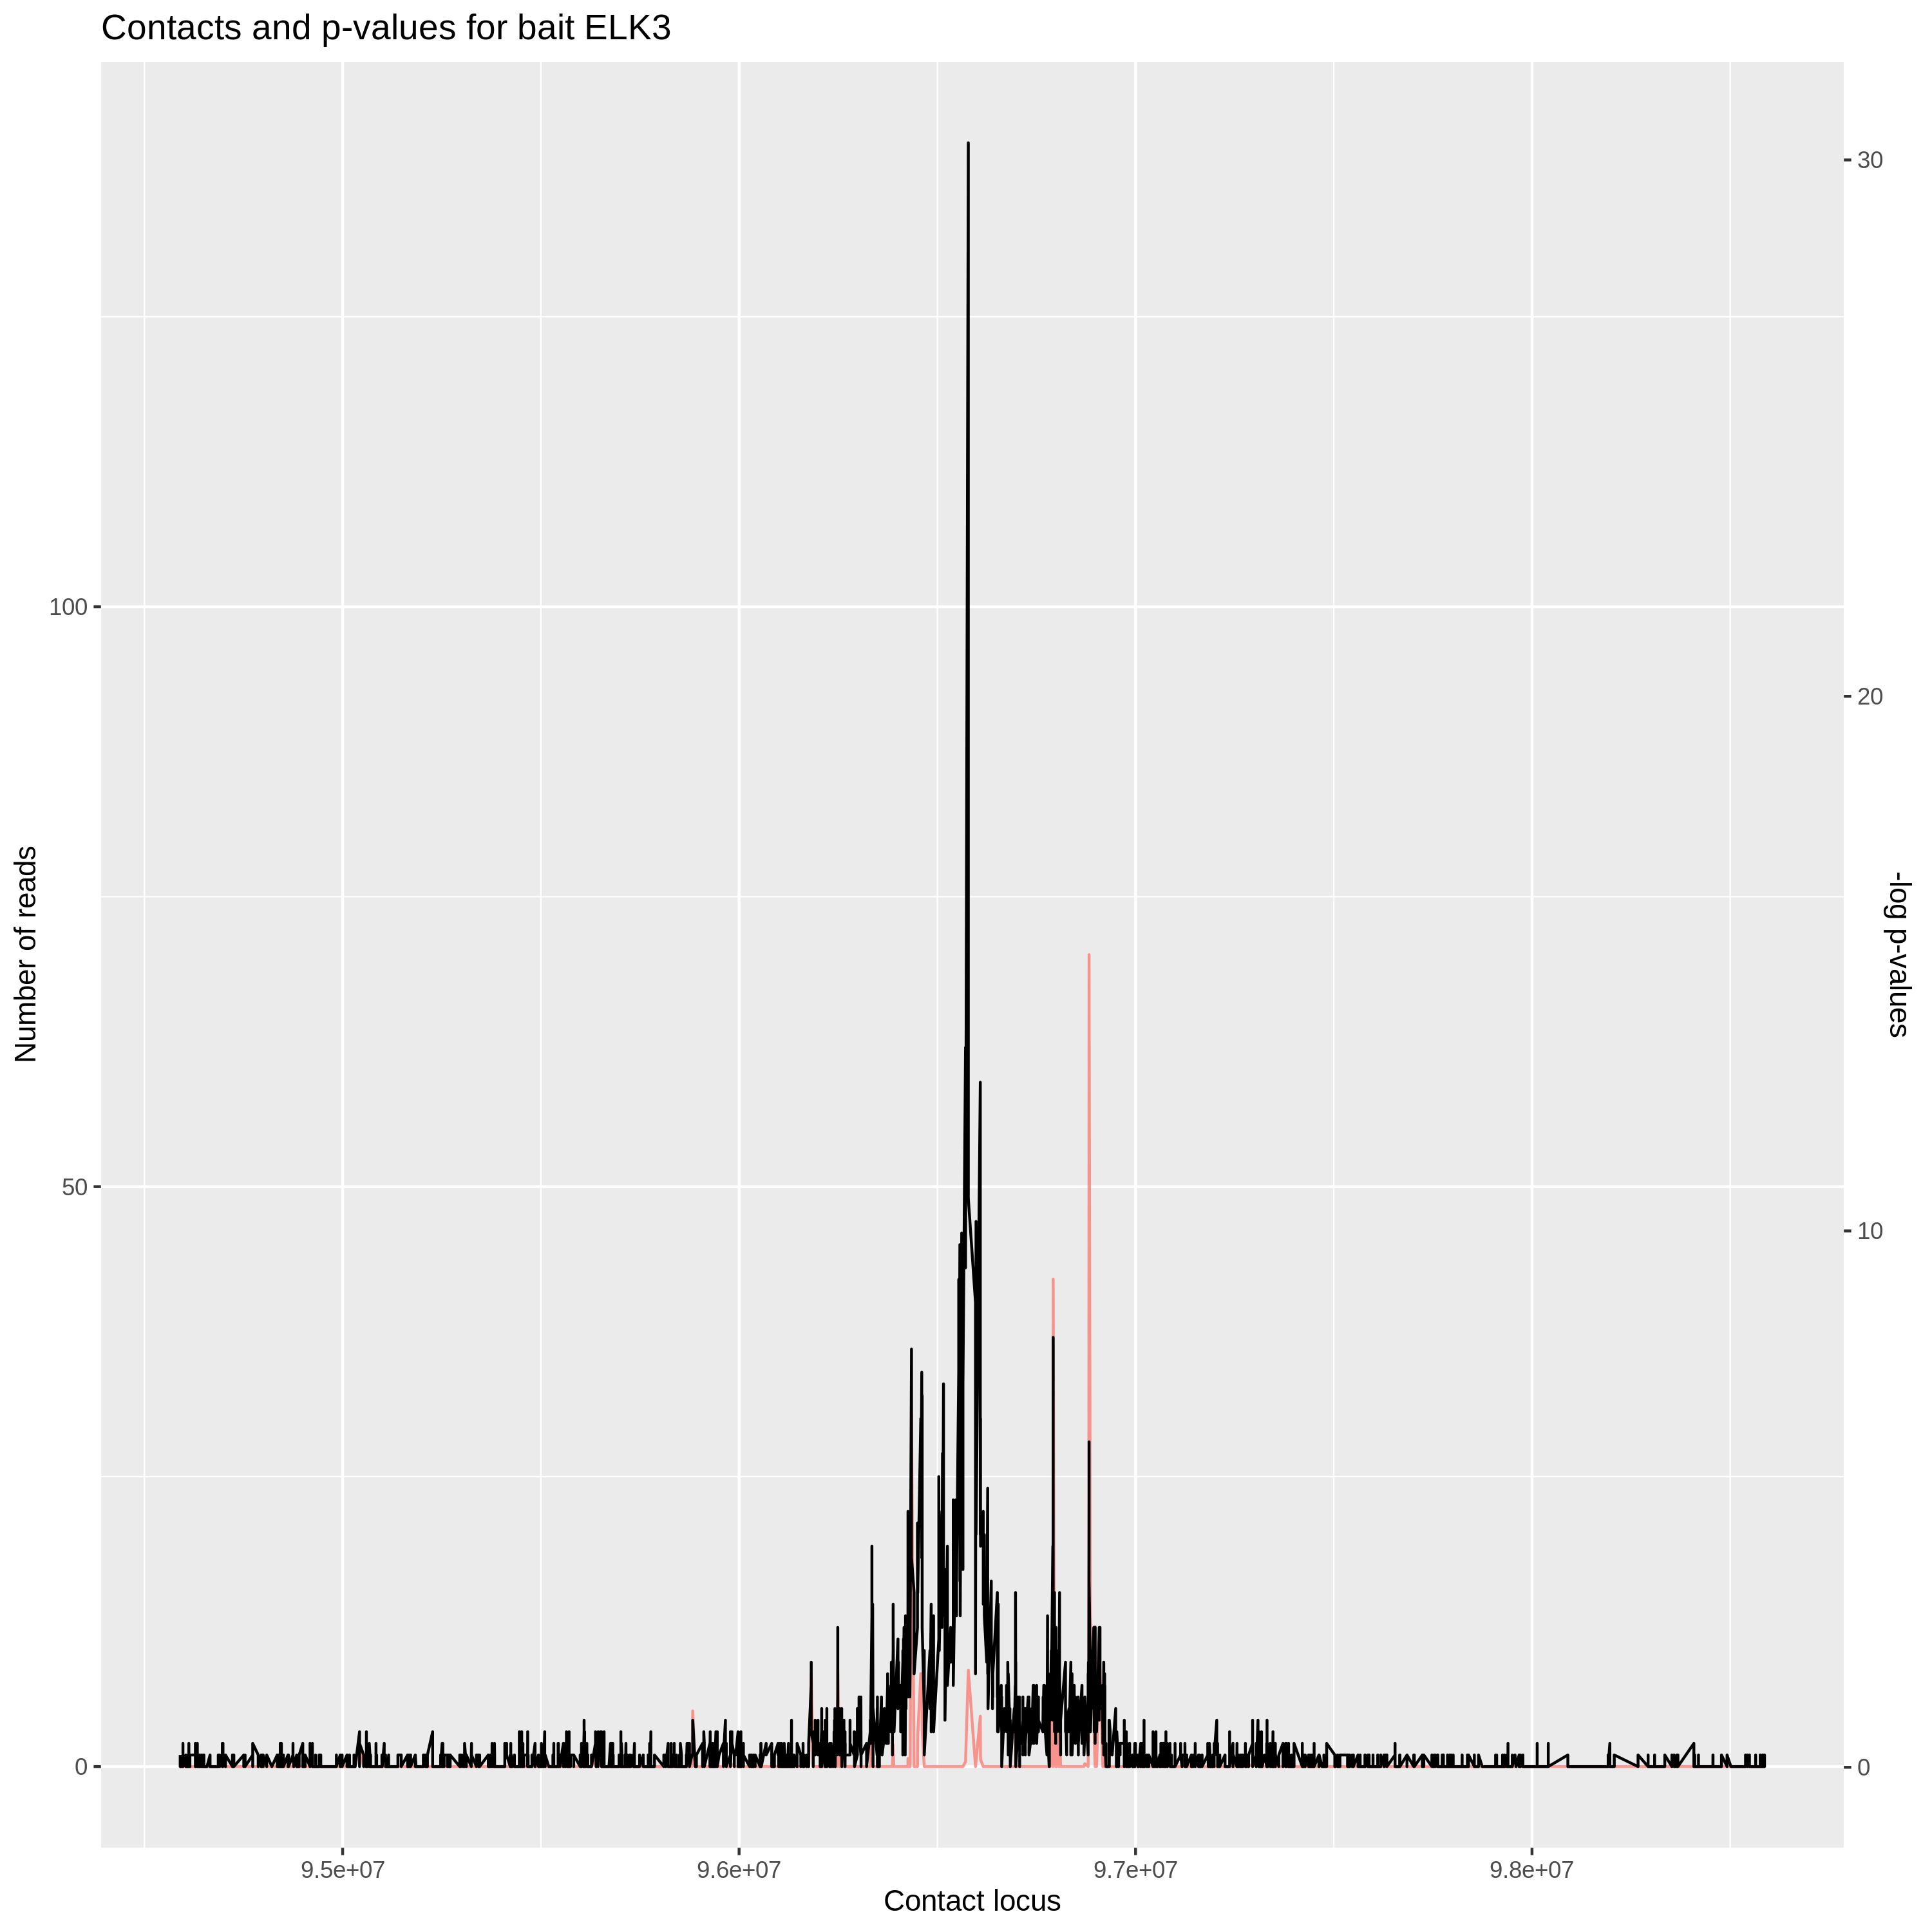 Contacts and p-values for bait ELK3
Number of reads
100
50
0
30
20
10
0
-log p-values
9.5e+07
9.6e+07
9.7e+07
9.8e+07
Contact locus